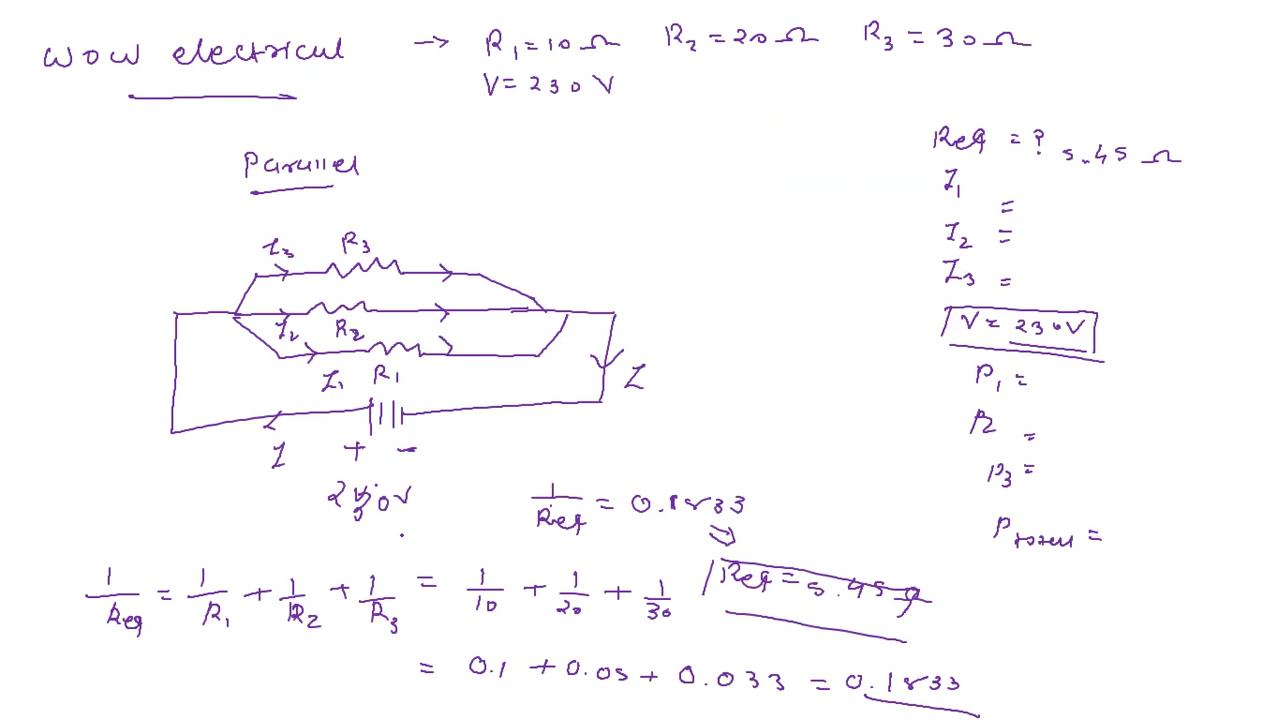 wow electrical → R₁ = 10 Ω R₂ = 20 Ω R₃ = 30 Ω
V = 230 V
Parallel
Req = ? 5.45 Ω
I₁ =
I₂ =
I₃ =
V = 230V
P₁ =
P₂ =
P₃ =
Ptotal =
I₃ R₃
I₂ R₂
I₁ R₁
I
I + -
230V
1/Req = 0.1833
⇒
1/Req = 1/R₁ + 1/R₂ + 1/R₃ = 1/10 + 1/20 + 1/30 Req = 5.45 Ω
= 0.1 + 0.05 + 0.033 = 0.1833